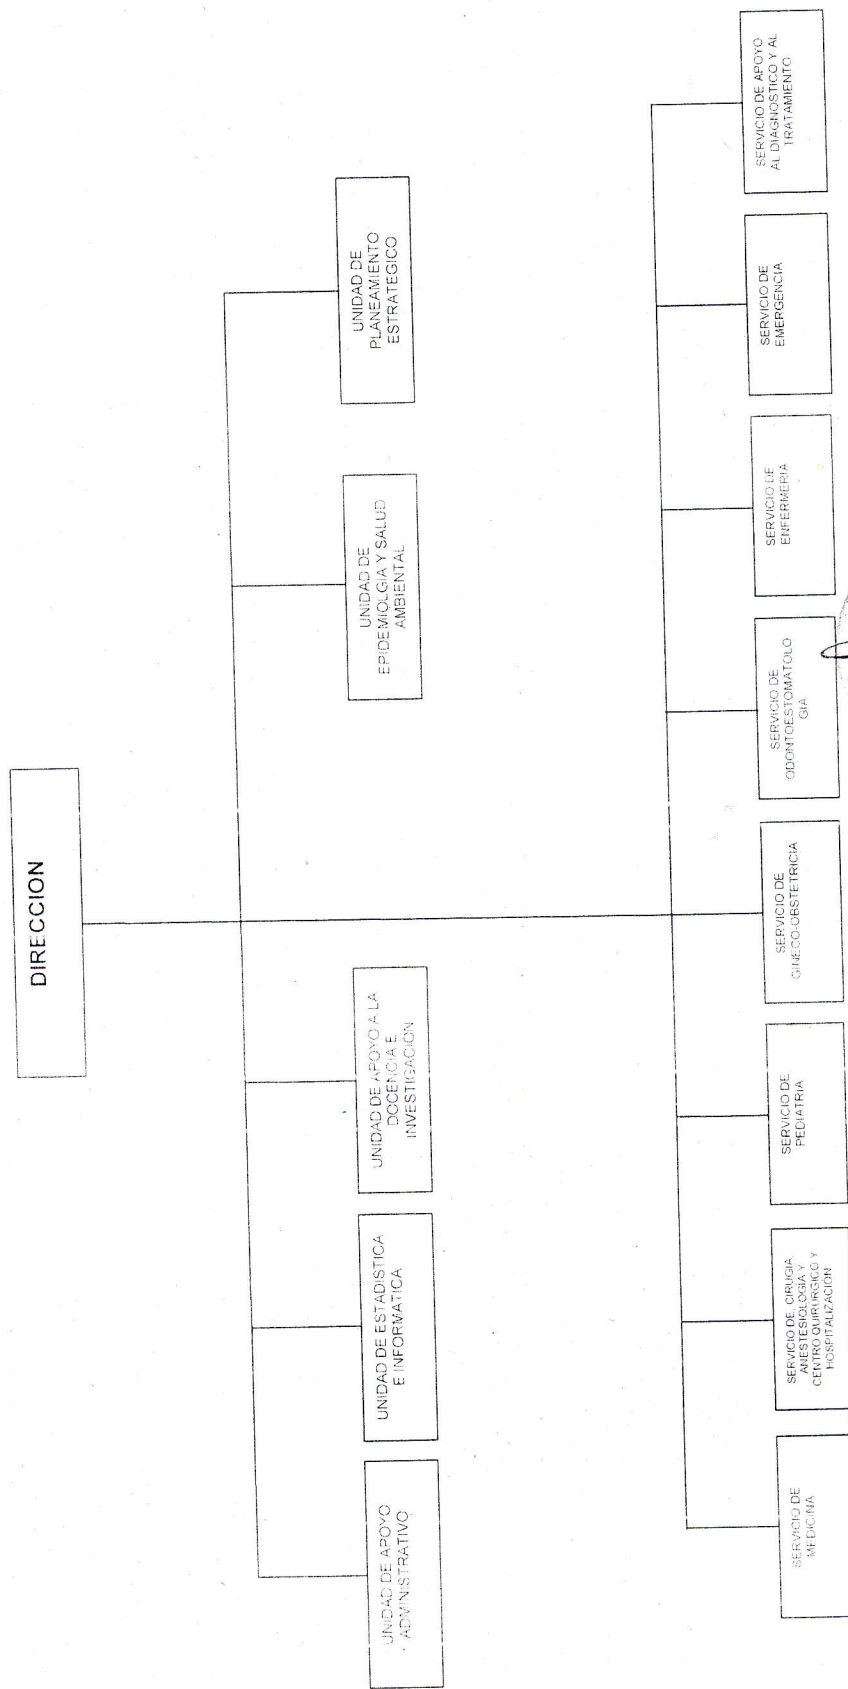 DIRECCION
UNIDAD DE APOYO
ADMINISTRATIVO
UNIDAD DE ESTADISTICA
E INFORMATICA
UNIDAD DE APOYO A LA
DOCENCIA E
INVESTIGACIÓN
UNIDAD DE
EPIDEMIOLGIA Y SALUD
AMBIENTAL
UNIDAD DE
PLANEAMIENTO
ESTRATEGICO
SERVICIO DE
MEDICINA
SERVICIO DE, CIRUGIA
ANESTESIOLOGIA Y
CENTRO QUIRURGICO Y
HOSPITALIZACION
SERVICIO DE
PEDIATRIA
SERVICIO DE
GINECO-OBSTETRICIA
SERVICIO DE
ODONTOESTOMATOLO
GIA
SERVICIO DE
ENFERMERIA
SERVICIO DE
EMERGENCIA
SERVICIO DE APOYO
AL DIAGNOSTICO Y AL
TRATAMIENTO